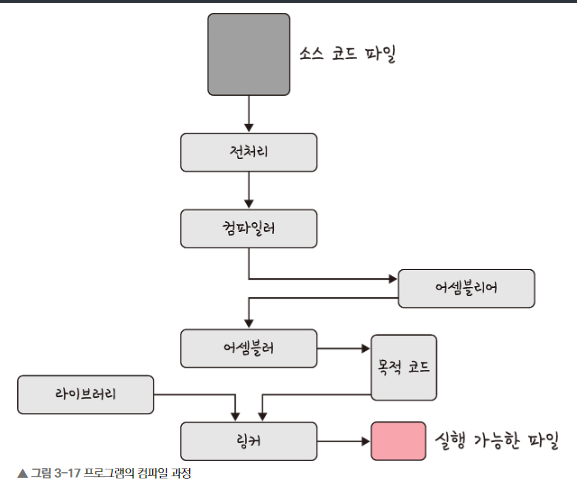 소스 코드 파일
전처리
컴파일러
어셈블리어
어셈블러
목적 코드
라이브러리
링커
실행 가능한 파일
▲ 그림 3-17 프로그램의 컴파일 과정